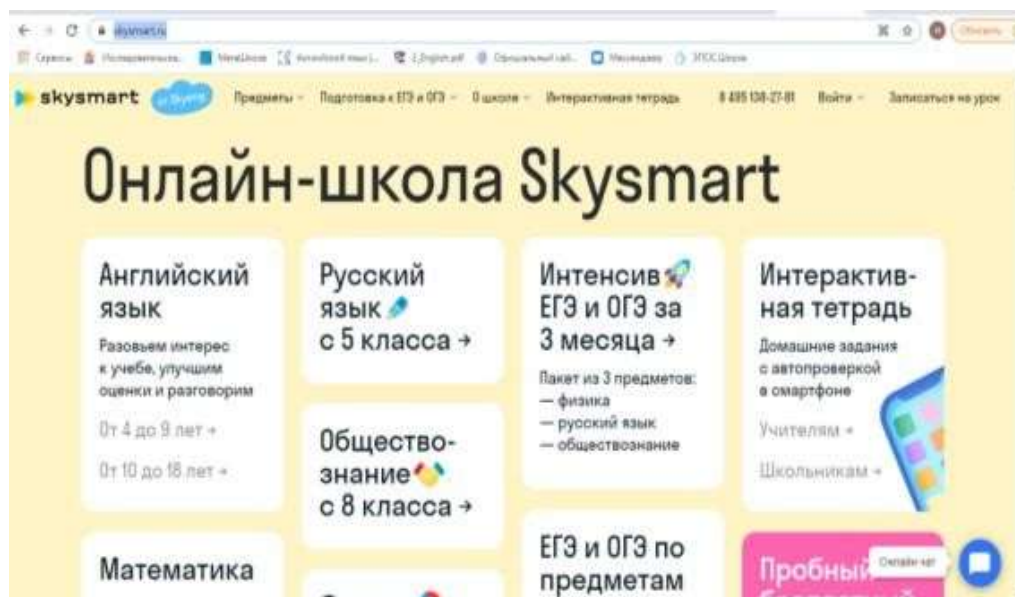 skysmart.ru
Сервисы
skysmart
Предметы
Подготовка к ЕГЭ и ОГЭ
О школе
Интерактивная тетрадь
8 495 138-27-81
Войти
Записаться на урок
Онлайн-школа Skysmart
Английский
язык
Разовьем интерес
к учебе, улучшим
оценки и разговорим
От 4 до 9 лет →
От 10 до 18 лет →
Русский
язык
с 5 класса →
Интенсив
ЕГЭ и ОГЭ за
3 месяца →
Пакет из 3 предметов:
— физика
— русский язык
— обществознание
Интерактив-
ная тетрадь
Домашние задания
с автопроверкой
в смартфоне
Учителям →
Школьникам →
Общество-
знание
с 8 класса →
Математика
ЕГЭ и ОГЭ по
предметам
Пробный
Онлайн-чат